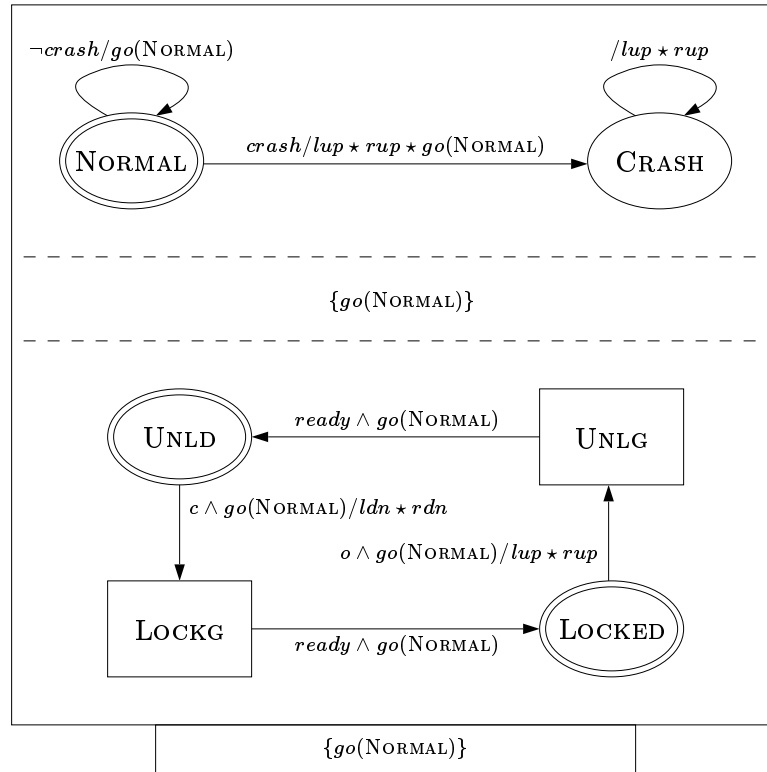 ¬crash/go(NORMAL)
/lup ⋆ rup
crash/lup ⋆ rup ⋆ go(NORMAL)
NORMAL
CRASH
{go(NORMAL)}
ready ∧ go(NORMAL)
UNLD
UNLG
c ∧ go(NORMAL)/ldn ⋆ rdn
o ∧ go(NORMAL)/lup ⋆ rup
LOCKG
LOCKED
ready ∧ go(NORMAL)
{go(NORMAL)}